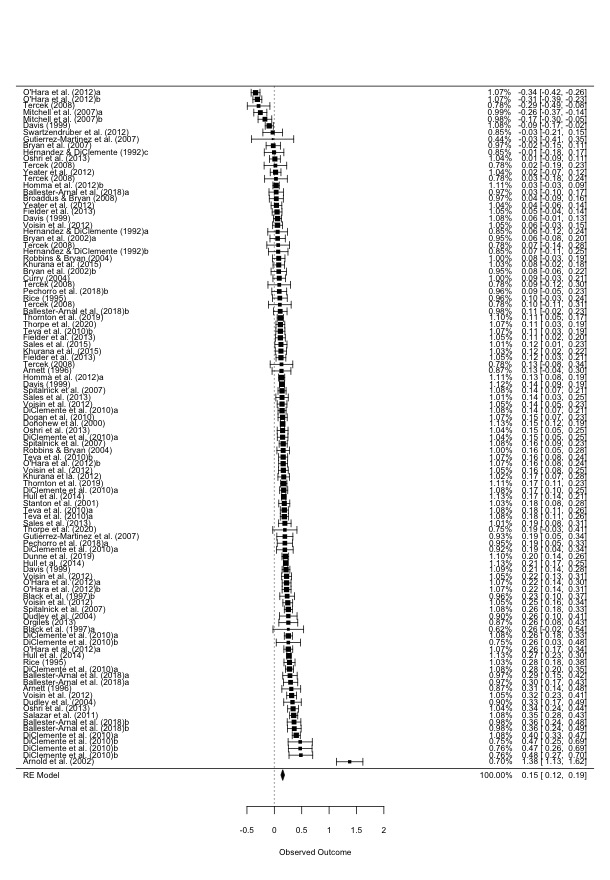 O'Hara et al. (2012)a 1.07% -0.34 [-0.42, -0.26]
O'Hara et al. (2012)b 1.07% -0.31 [-0.39, -0.23]
Tercek (2008) 0.78% -0.29 [-0.49, -0.08]
Mitchell et al. (2007)a 0.99% -0.26 [-0.37, -0.14]
Mitchell et al. (2007)b 0.98% -0.17 [-0.30, -0.05]
Davis (1999) 1.08% -0.09 [-0.17, -0.02]
Swartzendruber et al. (2012) 0.85% -0.03 [-0.21, 0.15]
Gutierrez-Martinez et al. (2007) 0.44% -0.03 [-0.41, 0.35]
Bryan et al. (2007) 0.97% -0.02 [-0.15, 0.11]
Hernandez & DiClemente (1992)c 0.85% -0.01 [-0.18, 0.17]
Oshri et al. (2013) 1.04% 0.01 [-0.09, 0.11]
Tercek (2008) 0.78% 0.02 [-0.19, 0.23]
Yeater et al. (2012) 1.04% 0.02 [-0.07, 0.12]
Tercek (2008) 0.78% 0.03 [-0.18, 0.24]
Homma et al. (2012)b 1.11% 0.03 [-0.03, 0.09]
Ballester-Arnal et al. (2018)a 0.97% 0.03 [-0.10, 0.17]
Broaddus & Bryan (2008) 0.97% 0.04 [-0.09, 0.16]
Yeater et al. (2012) 1.04% 0.04 [-0.06, 0.14]
Fielder et al. (2013) 1.05% 0.05 [-0.04, 0.14]
Davis (1999) 1.08% 0.06 [-0.01, 0.13]
Voisin et al. (2012) 1.05% 0.06 [-0.03, 0.15]
Hernandez & DiClemente (1992)a 0.85% 0.06 [-0.12, 0.24]
Bryan et al. (2002)a 0.95% 0.06 [-0.08, 0.20]
Tercek (2008) 0.78% 0.07 [-0.14, 0.28]
Hernandez & DiClemente (1992)b 0.85% 0.07 [-0.11, 0.25]
Robbins & Bryan (2004) 1.00% 0.08 [-0.03, 0.19]
Khurana et al. (2015) 1.03% 0.08 [-0.02, 0.18]
Bryan et al. (2002)b 0.95% 0.08 [-0.06, 0.22]
Curry (2004) 1.00% 0.09 [-0.03, 0.21]
Tercek (2008) 0.78% 0.09 [-0.12, 0.30]
Pechorro et al. (2018)b 0.96% 0.09 [-0.05, 0.23]
Rice (1995) 0.96% 0.10 [-0.03, 0.24]
Tercek (2008) 0.78% 0.10 [-0.11, 0.31]
Ballester-Arnal et al. (2018)b 0.98% 0.11 [-0.02, 0.23]
Thornton et al. (2019) 1.10% 0.11 [0.05, 0.17]
Thorpe et al. (2020) 1.07% 0.11 [0.03, 0.19]
Teva et al. (2010)b 1.07% 0.11 [0.03, 0.19]
Fielder et al. (2013) 1.05% 0.11 [0.02, 0.20]
Sales et al. (2015) 1.01% 0.12 [0.01, 0.23]
Khurana et al. (2015) 1.03% 0.12 [0.02, 0.22]
Fielder et al. (2013) 1.05% 0.12 [0.03, 0.21]
Tercek (2008) 0.78% 0.13 [-0.08, 0.34]
Arnett (1996) 0.87% 0.13 [-0.04, 0.30]
Homma et al. (2012)a 1.11% 0.13 [0.08, 0.19]
Davis (1999) 1.12% 0.14 [0.09, 0.19]
Spitalnick et al. (2007) 1.08% 0.14 [0.07, 0.21]
Sales et al. (2013) 1.01% 0.14 [0.03, 0.25]
Voisin et al. (2012) 1.05% 0.14 [0.05, 0.23]
DiClemente et al. (2010)a 1.08% 0.14 [0.07, 0.21]
Dogan et al. (2010) 1.07% 0.15 [0.07, 0.23]
Donohew et al. (2000) 1.13% 0.15 [0.12, 0.19]
Oshri et al. (2013) 1.04% 0.15 [0.05, 0.25]
DiClemente et al. (2010)a 1.04% 0.15 [0.05, 0.25]
Spitalnick et al. (2007) 1.08% 0.16 [0.09, 0.23]
Robbins & Bryan (2004) 1.00% 0.16 [0.05, 0.28]
Teva et al. (2010)b 1.07% 0.16 [0.08, 0.24]
O'Hara et al. (2012)b 1.07% 0.16 [0.08, 0.24]
Voisin et al. (2012) 1.05% 0.16 [0.08, 0.25]
Khurana et la. (2012) 1.02% 0.17 [0.07, 0.28]
Thornton et al. (2019) 1.11% 0.17 [0.11, 0.23]
DiClemente et al. (2010)a 1.08% 0.17 [0.10, 0.25]
Hull et al. (2014) 1.13% 0.17 [0.14, 0.21]
Stanton et al. (2001) 1.03% 0.18 [0.08, 0.28]
Teva et al. (2010)a 1.08% 0.18 [0.11, 0.26]
Teva et al. (2010)a 1.08% 0.18 [0.11, 0.26]
Sales et al. (2013) 1.01% 0.19 [0.08, 0.31]
Thorpe et al. (2020) 0.75% 0.19 [-0.03, 0.41]
Gutierrez-Martinez et al. (2007) 0.93% 0.19 [0.04, 0.34]
Pechorro et al. (2018)a 0.95% 0.19 [0.05, 0.33]
DiClemente et al. (2010)a 0.92% 0.19 [0.04, 0.34]
Dunne et al. (2019) 1.10% 0.20 [0.14, 0.26]
Hull et al. (2014) 1.13% 0.21 [0.17, 0.25]
Davis (1999) 1.09% 0.21 [0.14, 0.28]
Voisin et al. (2012) 1.05% 0.22 [0.13, 0.31]
O'Hara et al. (2012)a 1.07% 0.22 [0.14, 0.30]
O'Hara et al. (2012)b 1.07% 0.22 [0.14, 0.31]
Black et al. (1997)b 0.96% 0.23 [0.10, 0.37]
Voisin et al. (2012) 1.05% 0.25 [0.16, 0.34]
Spitalnick et al. (2007) 1.08% 0.26 [0.18, 0.33]
Dudley et al. (2004) 0.90% 0.26 [0.10, 0.41]
Orgiles (2013) 0.87% 0.26 [0.08, 0.43]
Black et al. (1997)a 0.62% 0.26 [-0.02, 0.54]
DiClemente et al. (2010)a 1.08% 0.26 [0.18, 0.33]
DiClemente et al. (2010)b 0.75% 0.26 [0.03, 0.48]
O'Hara et al. (2012)a 1.07% 0.26 [0.17, 0.34]
Hull et al. (2014) 1.13% 0.27 [0.23, 0.30]
Rice (1995) 1.03% 0.28 [0.18, 0.38]
DiClemente et al. (2010)a 1.08% 0.28 [0.20, 0.35]
Ballester-Arnal et al. (2018)a 0.97% 0.29 [0.15, 0.42]
Ballester-Arnal et al. (2018)a 0.97% 0.30 [0.17, 0.43]
Arnett (1996) 0.87% 0.31 [0.14, 0.48]
Voisin et al. (2012) 1.05% 0.32 [0.23, 0.41]
Dudley et al. (2004) 0.90% 0.33 [0.17, 0.49]
Oshri et al. (2013) 1.04% 0.34 [0.24, 0.44]
Salazar et al. (2011) 1.08% 0.35 [0.28, 0.43]
Ballester-Arnal et al. (2018)b 0.98% 0.36 [0.24, 0.48]
Ballester-Arnal et al. (2018)b 0.98% 0.36 [0.24, 0.49]
DiClemente et al. (2010)a 1.08% 0.40 [0.33, 0.47]
DiClemente et al. (2010)b 0.75% 0.47 [0.25, 0.69]
DiClemente et al. (2010)b 0.76% 0.47 [0.26, 0.69]
DiClemente et al. (2010)b 0.76% 0.48 [0.27, 0.70]
Arnold et al. (2002) 0.70% 1.38 [1.13, 1.62]
RE Model 100.00% 0.15 [ 0.12, 0.19]
-0.5 0 0.5 1 1.5 2
Observed Outcome